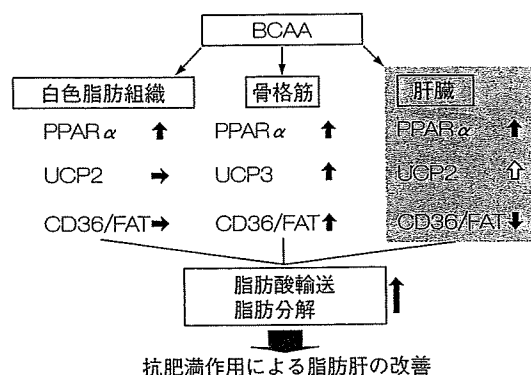 BCAA
白色脂肪組織 骨格筋 肝臓
PPARα ↑ PPARα ↑ PPARα ↑
UCP2 → UCP3 ↑ UCP2 ⇧
CD36/FAT → CD36/FAT ↑ CD36/FAT ↓
脂肪酸輸送
脂肪分解 ↑
抗肥満作用による脂肪肝の改善